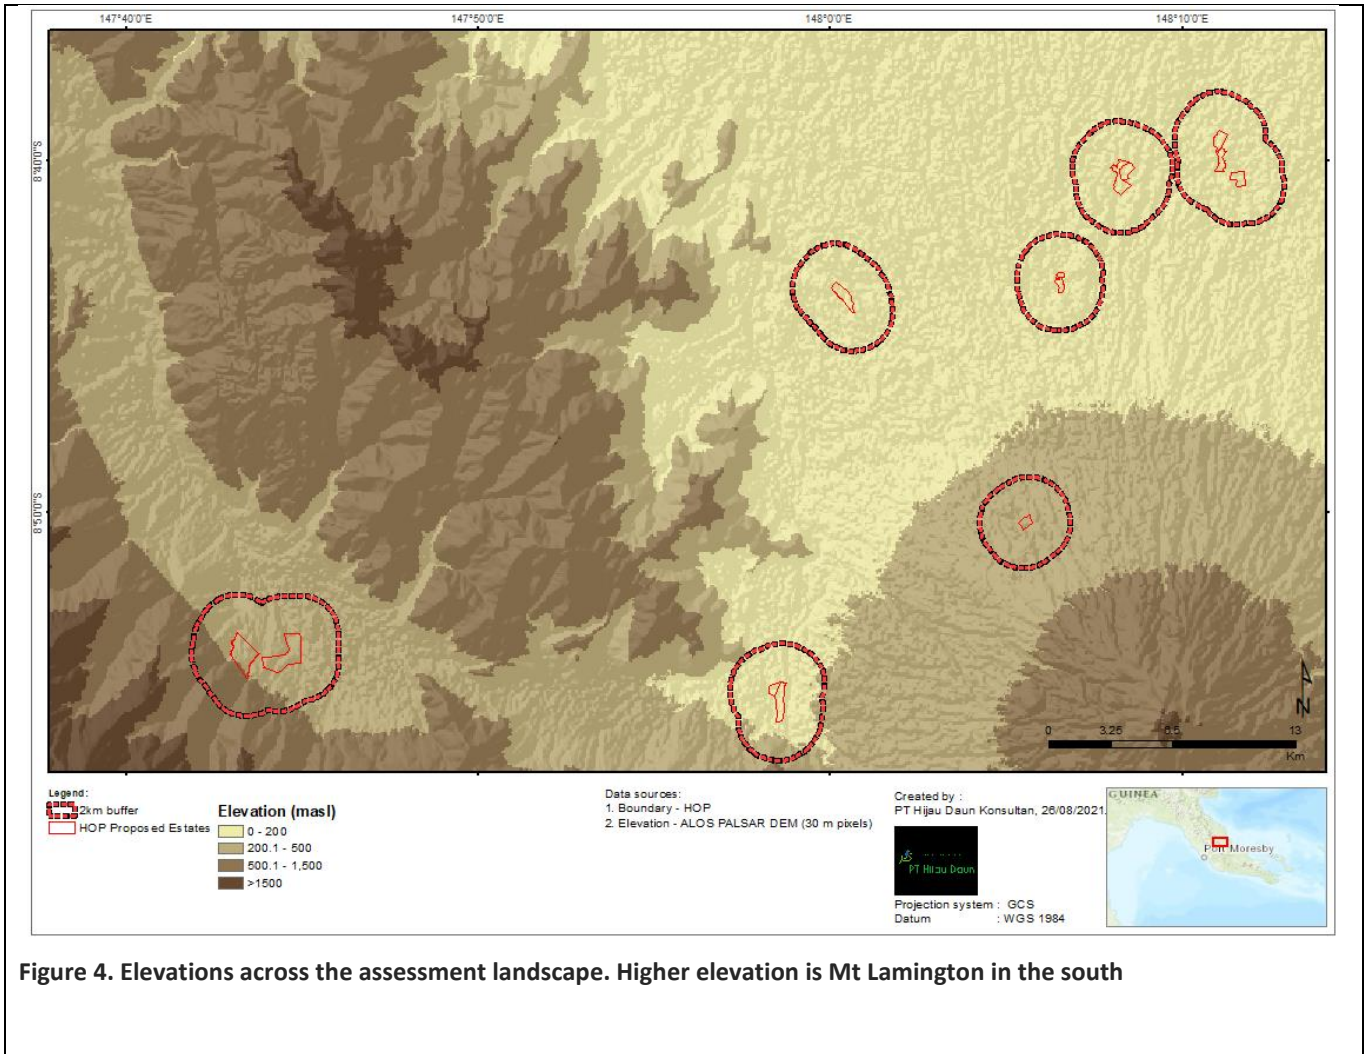 147°40'0"E 147°50'0"E 148°0'0"E 148°10'0"E
8°40'0"S
8°50'0"S
N
0 3.25 6.5 13
Km
Legend:
2km buffer
HOP Proposed Estates
Elevation (masl)
0 - 200
200.1 - 500
500.1 - 1,500
>1500
Data sources:
1. Boundary - HOP
2. Elevation - ALOS PALSAR DEM (30 m pixels)
Created by :
PT Hijau Daun Konsultan, 26/08/2021.
PT Hijau Daun
Projection system : GCS
Datum : WGS 1984
GUINEA
Port Moresby
Figure 4. Elevations across the assessment landscape. Higher elevation is Mt Lamington in the south